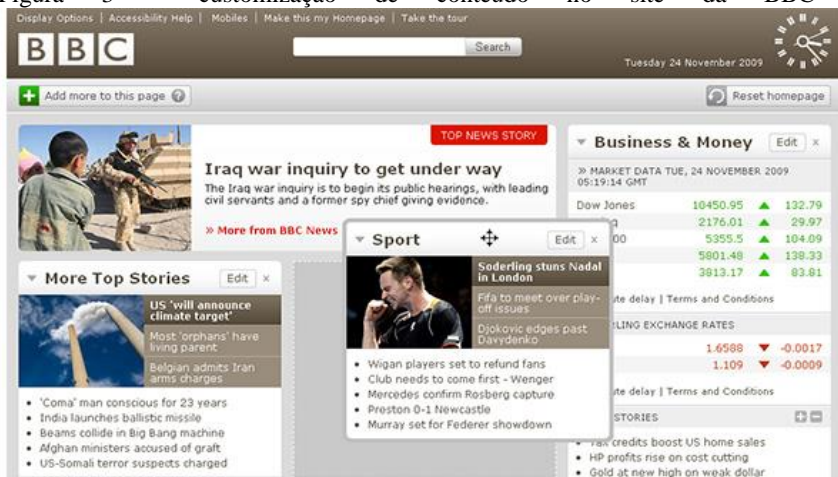 Figura 3 – customização de conteúdo no site da BBC
Display Options | Accessibility Help | Mobiles | Make this my Homepage | Take the tour
BBC
Search
Tuesday 24 November 2009
Add more to this page
Reset homepage
TOP NEWS STORY
Iraq war inquiry to get under way
The Iraq war inquiry is to begin its public hearings, with leading
civil servants and a former spy chief giving evidence.
» More from BBC News
More Top Stories Edit x
US 'will announce
climate target'
Most 'orphans' have
living parent
Belgian admits Iran
arms charges
'Coma' man conscious for 23 years
India launches ballistic missile
Beams collide in Big Bang machine
Afghan ministers accused of graft
US-Somali terror suspects charged
Sport Edit x
Soderling stuns Nadal
in London
Fifa to meet over play-
off issues
Djokovic edges past
Davydenko
Wigan players set to refund fans
Club needs to come first - Wenger
Mercedes confirm Rosberg capture
Preston 0-1 Newcastle
Murray set for Federer showdown
Business & Money Edit x
» MARKET DATA TUE, 24 NOVEMBER 2009
05:19:14 GMT
Dow Jones 10450.95 ▲ 132.79
2176.01 ▲ 29.97
5355.5 ▲ 104.09
5801.48 ▲ 138.33
3813.17 ▲ 83.81
delay | Terms and Conditions
EXCHANGE RATES
1.6588 ▼ -0.0017
1.109 ▼ -0.0009
delay | Terms and Conditions
STORIES
Tax credits boost US home sales
HP profits rise on cost cutting
Gold at new high on weak dollar